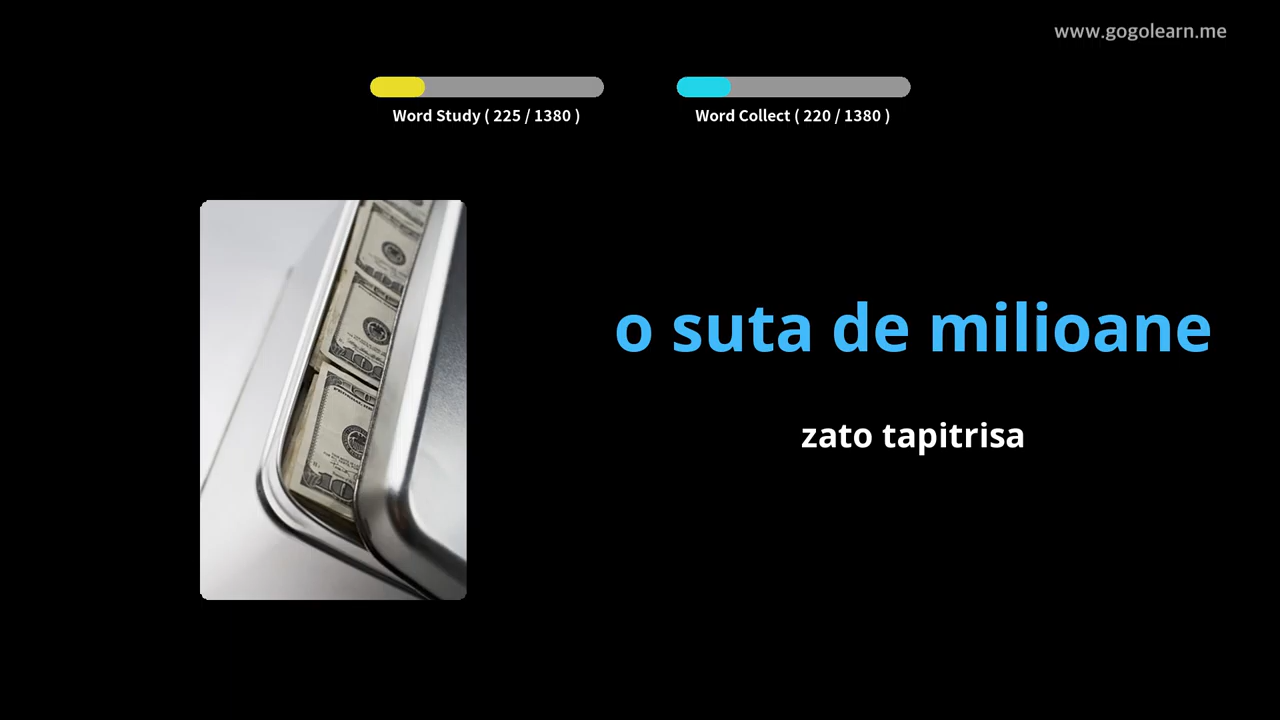 www.gogolearn.me
Word Study ( 225 / 1380 )
Word Collect ( 220 / 1380 )
o suta de milioane
zato tapitrisa